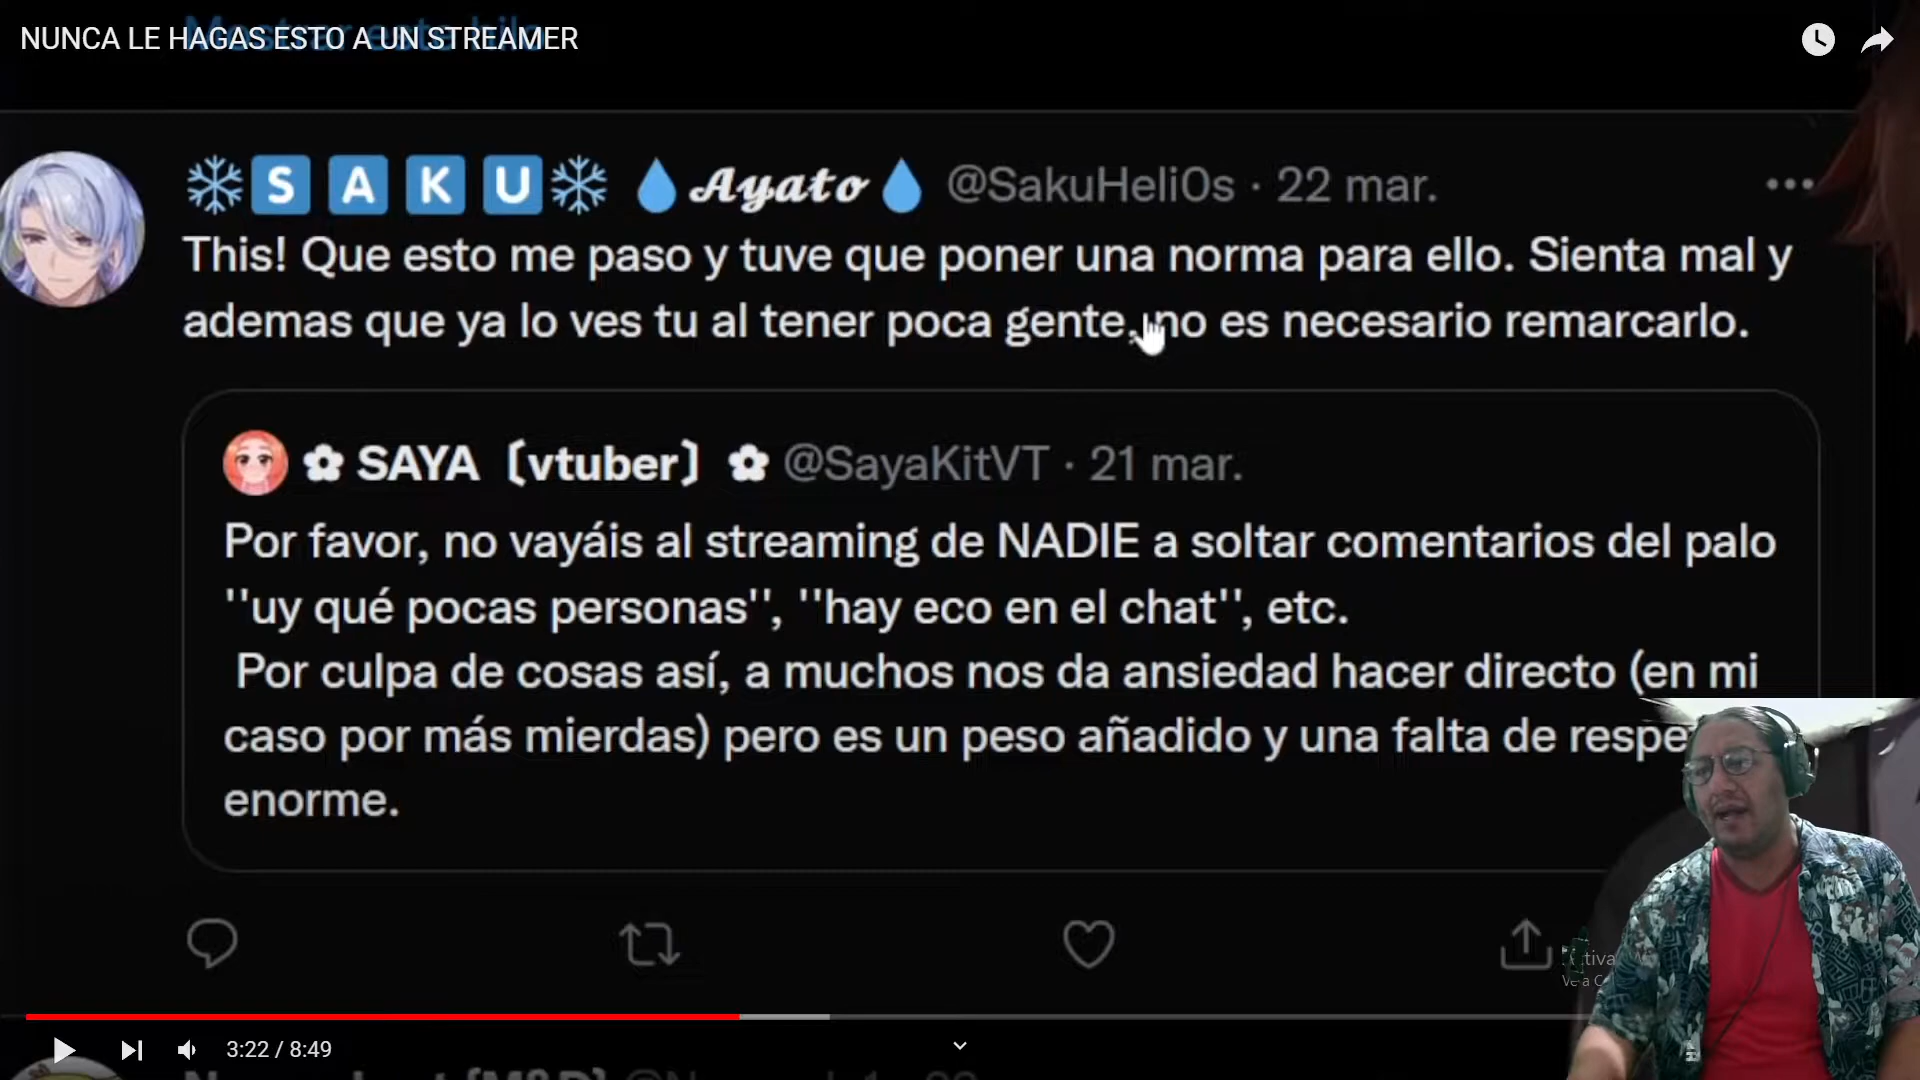 NUNCA LE HAGAS ESTO A UN STREAMER
Mostrar este hilo
❄🆂 🅰 🅺 🆄❄ 💧𝓐𝔂𝓪𝓽𝓸💧 @SakuHeli0s · 22 mar.
This! Que esto me paso y tuve que poner una norma para ello. Sienta mal y
ademas que ya lo ves tu al tener poca gente. no es necesario remarcarlo.
✿ SAYA〔vtuber〕✿ @SayaKitVT · 21 mar.
Por favor, no vayáis al streaming de NADIE a soltar comentarios del palo
''uy qué pocas personas'', ''hay eco en el chat'', etc.
Por culpa de cosas así, a muchos nos da ansiedad hacer directo (en mi
caso por más mierdas) pero es un peso añadido y una falta de respe
enorme.
3:22 / 8:49